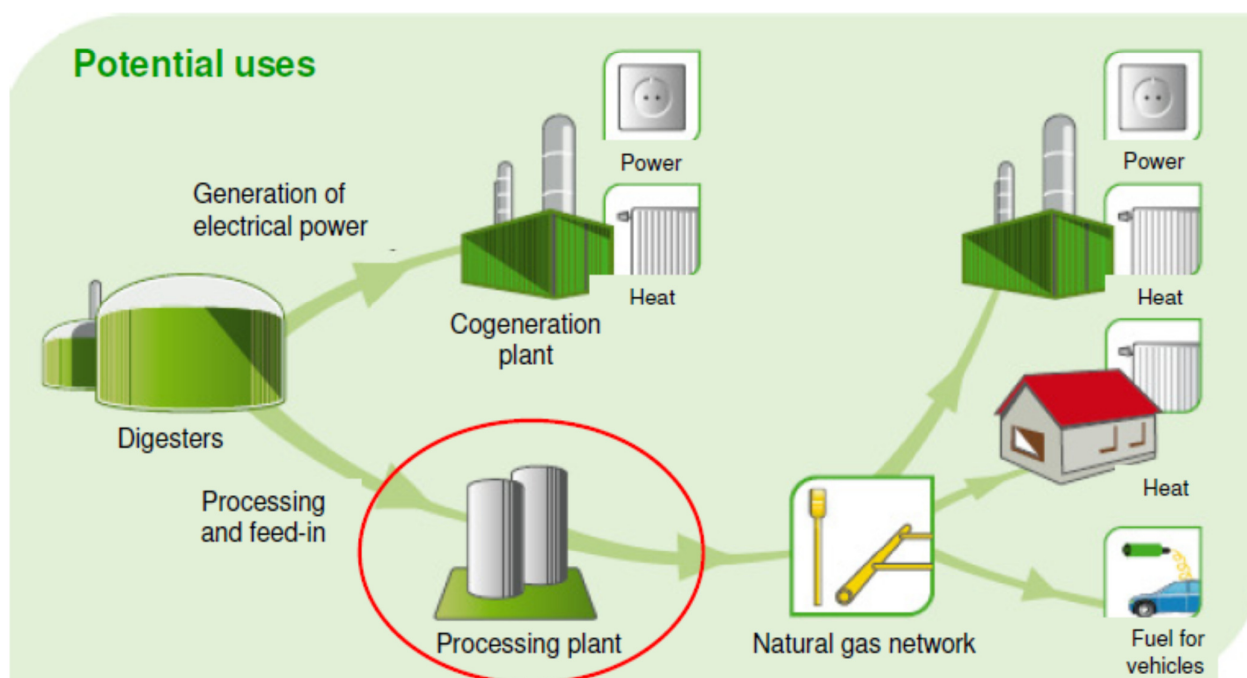 Potential uses
Power
Power
Generation of
electrical power
Heat
Heat
Cogeneration
plant
Digesters
Processing
and feed-in
Heat
Processing plant
Natural gas network
Fuel for
vehicles